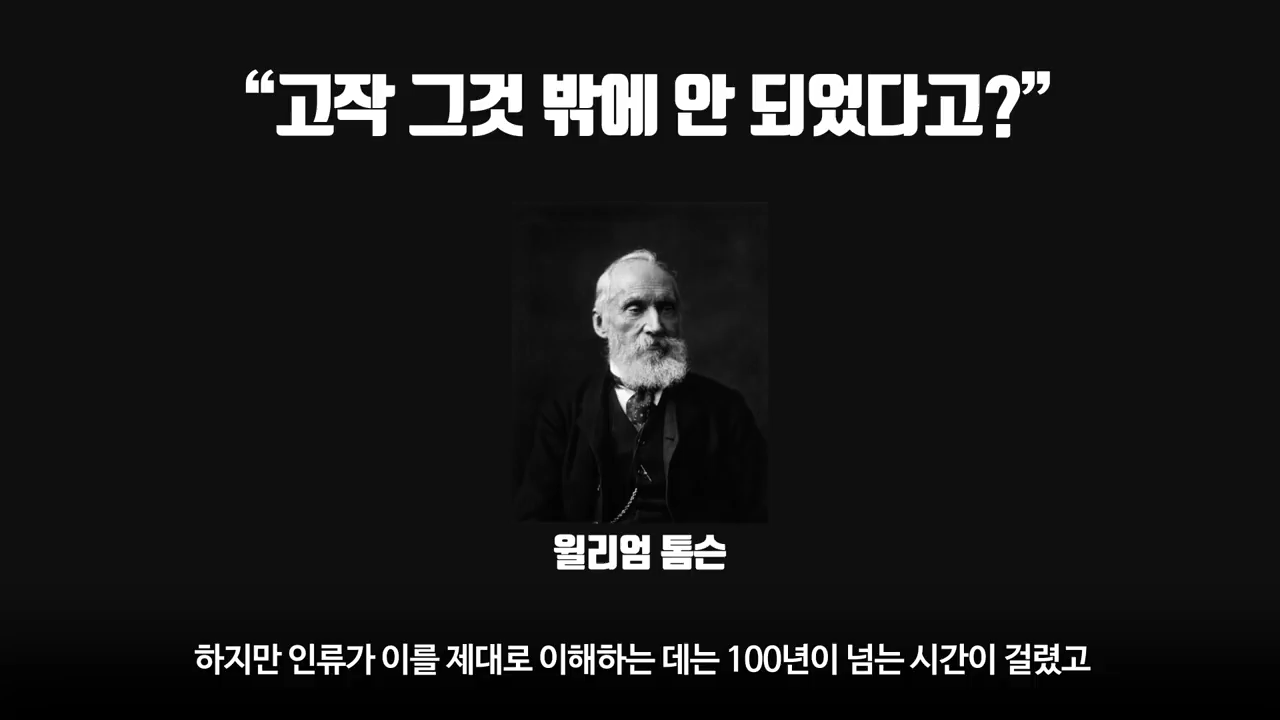 “고작 그것 밖에 안 되었다고?”
윌리엄 톰슨
하지만 인류가 이를 제대로 이해하는 데는 100년이 넘는 시간이 걸렸고